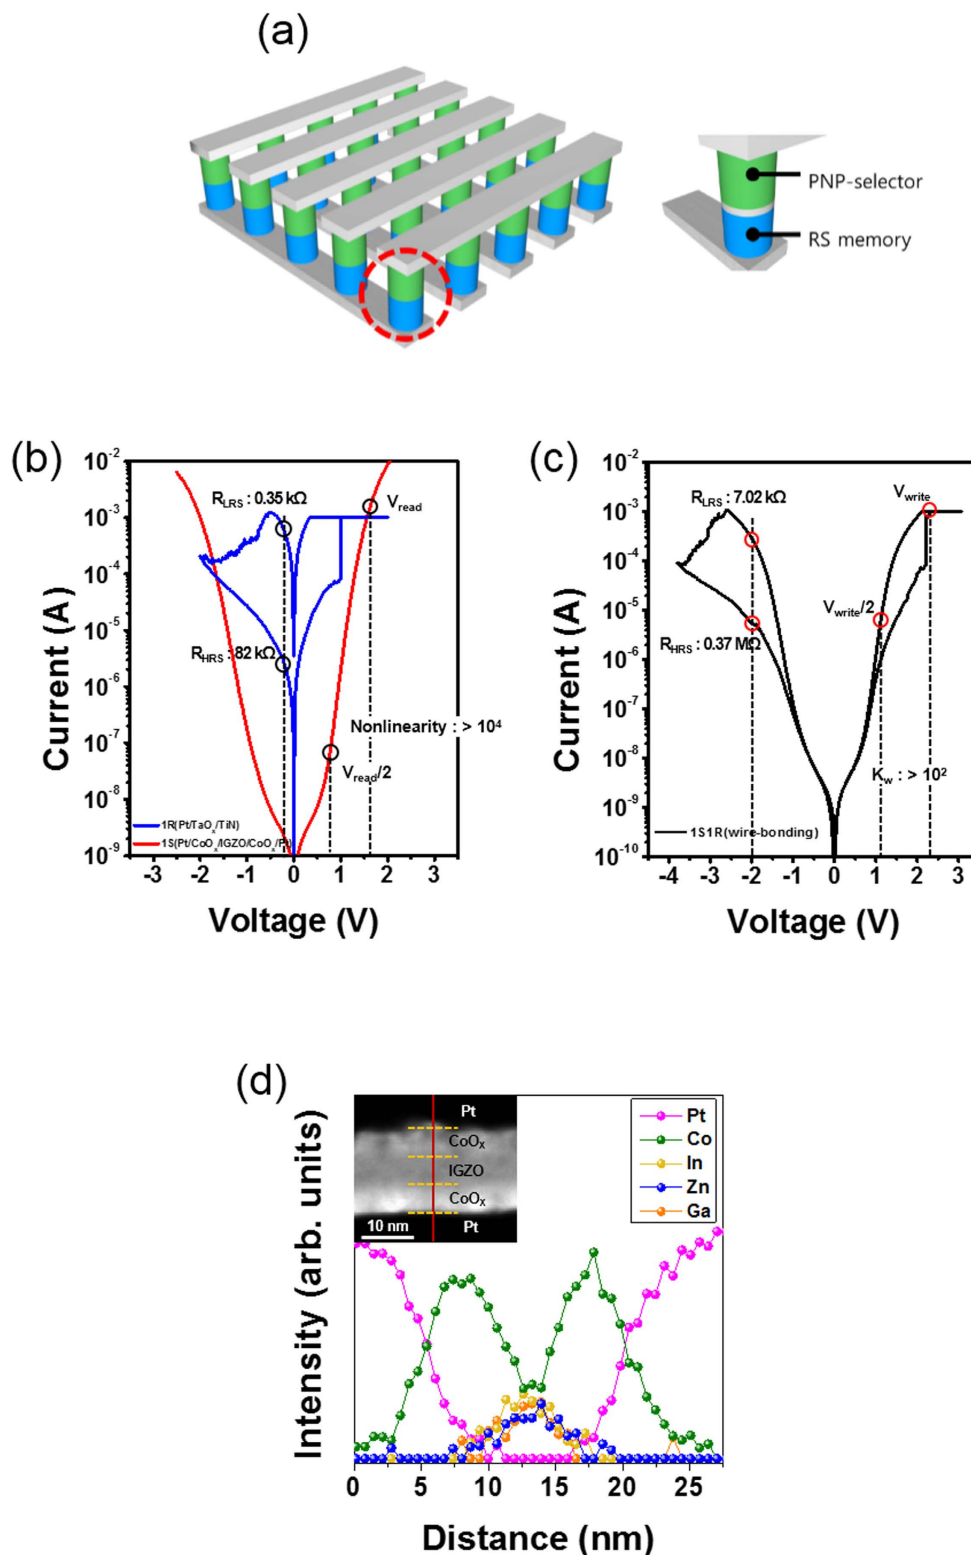 (a)
PNP-selector
RS memory
(b)
10⁻²
10⁻³
10⁻⁴
10⁻⁵
10⁻⁶
10⁻⁷
10⁻⁸
10⁻⁹
Current (A)
R_LRS : 0.35 kΩ
V_read
R_HRS : 82 kΩ
Nonlinearity : > 10⁴
V_read/2
1R(Pt/TaOₓ/TiN)
1S(Pt/CoOₓ/IGZO/CoOₓ/Pt)
-3 -2 -1 0 1 2 3
Voltage (V)
(c)
10⁻²
10⁻³
10⁻⁴
10⁻⁵
10⁻⁶
10⁻⁷
10⁻⁸
10⁻⁹
10⁻¹⁰
Current (A)
R_LRS : 7.02 kΩ
V_write
V_write/2
R_HRS : 0.37 MΩ
K_w : > 10²
1S1R(wire-bonding)
-4 -3 -2 -1 0 1 2 3
Voltage (V)
(d)
Pt
CoOₓ
IGZO
CoOₓ
Pt
10 nm
Pt
Co
In
Zn
Ga
Intensity (arb. units)
0 5 10 15 20 25
Distance (nm)